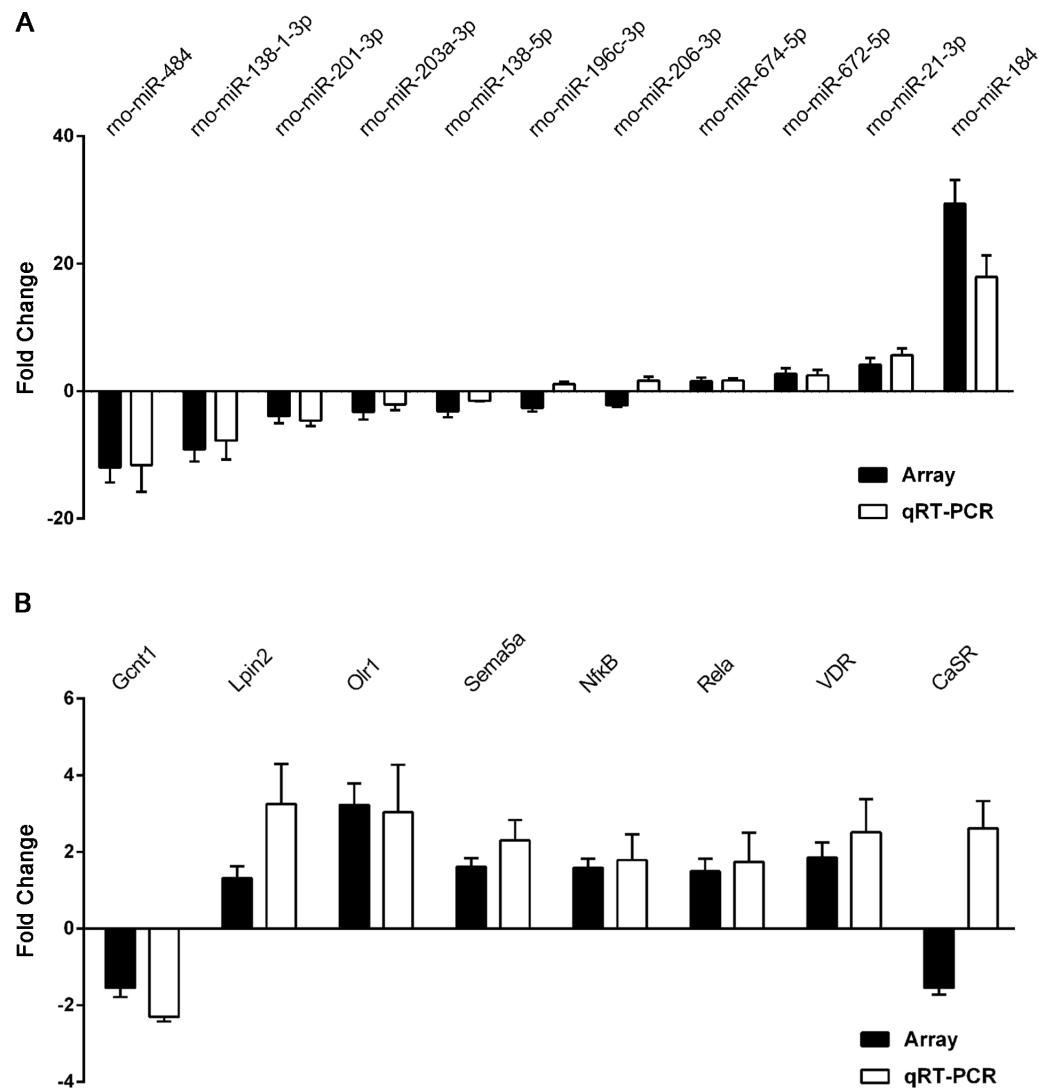 A
rno-miR-484
rno-miR-138-1-3p
rno-miR-201-3p
rno-miR-203a-3p
rno-miR-138-5p
rno-miR-196c-3p
rno-miR-206-3p
rno-miR-674-5p
rno-miR-672-5p
rno-miR-21-3p
rno-miR-184
40
20
0
-20
Fold Change
Array
qRT-PCR
B
Gcnt1
Lpin2
Olr1
Sema5a
NfκB
Rela
VDR
CaSR
6
4
2
0
-2
-4
Fold Change
Array
qRT-PCR